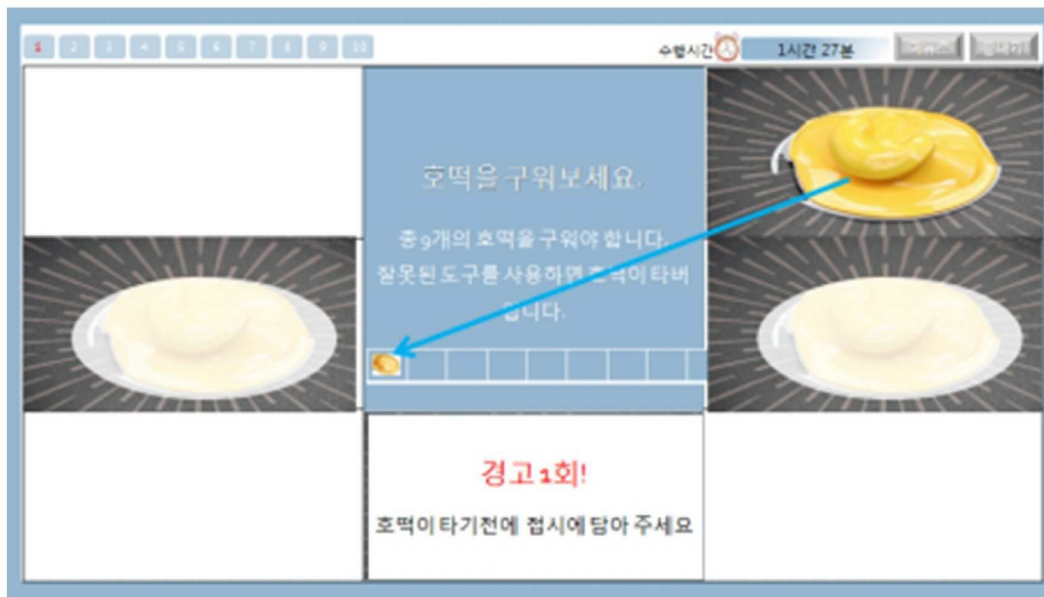 1 2 3 4 5 6 7 8 9 10
수행시간 1시간 27분
호떡을 구워보세요.
총9개의 호떡을 구워야 합니다.
잘못된 도구를 사용하면 호떡이 타버
립니다.
경고 1회!
호떡이 타기전에 접시에 담아 주세요